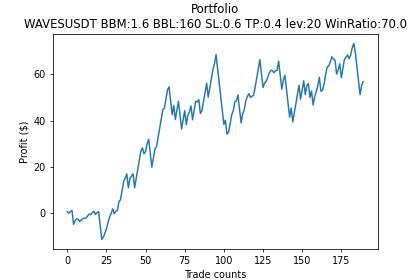 Portfolio
WAVESUSDT BBM:1.6 BBL:160 SL:0.6 TP:0.4 lev:20 WinRatio:70.0
Profit ($)
60
40
20
0
0 25 50 75 100 125 150 175
Trade counts